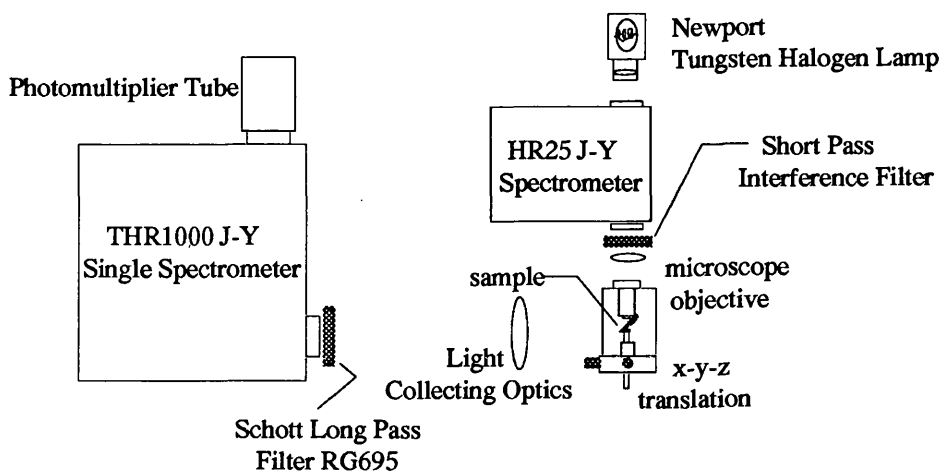 Newport
Tungsten Halogen Lamp
Photomultiplier Tube
HR25 J-Y
Spectrometer
Short Pass
Interference Filter
THR1000 J-Y
Single Spectrometer
sample
microscope
objective
Light
Collecting Optics
x-y-z
translation
Schott Long Pass
Filter RG695